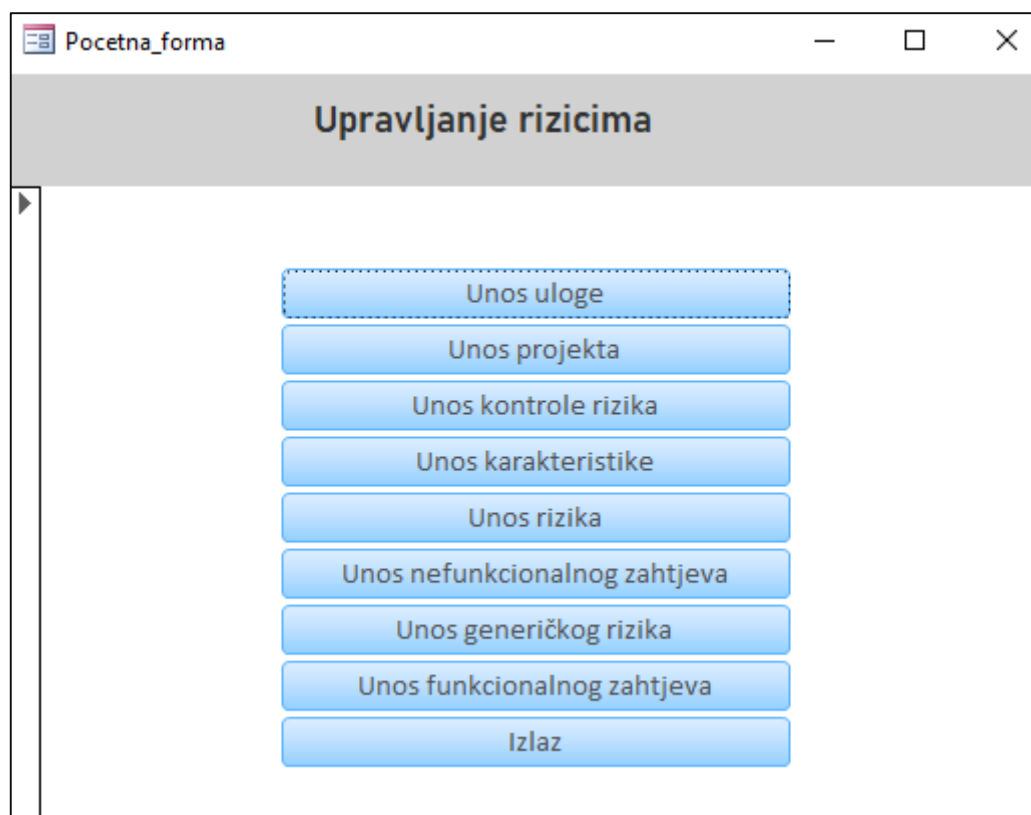 Pocetna_forma
Upravljanje rizicima
Unos uloge
Unos projekta
Unos kontrole rizika
Unos karakteristike
Unos rizika
Unos nefunkcionalnog zahtjeva
Unos generičkog rizika
Unos funkcionalnog zahtjeva
Izlaz